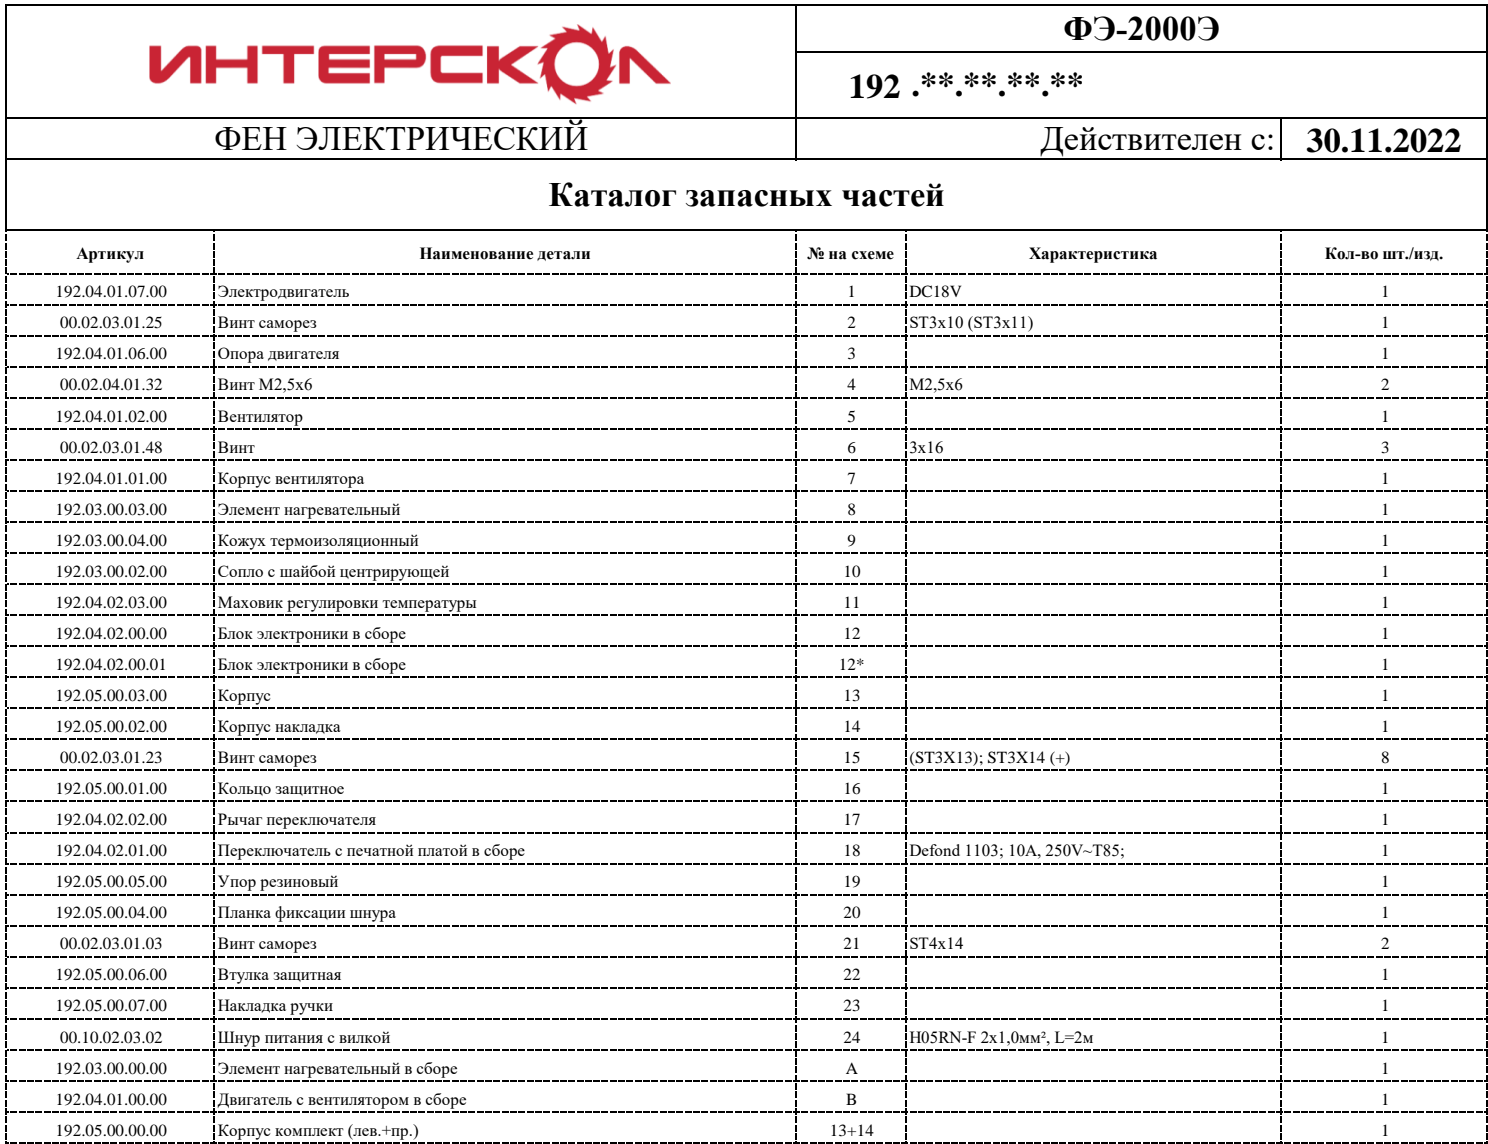 ИНТЕРСКОЛ
ФЭ-2000Э
192 .**.**.**.**
ФЕН ЭЛЕКТРИЧЕСКИЙ Действителен с: 30.11.2022
Каталог запасных частей
Артикул Наименование детали № на схеме Характеристика Кол-во шт./изд.
192.04.01.07.00 Электродвигатель 1 DC18V 1
00.02.03.01.25 Винт саморез 2 ST3x10 (ST3x11) 1
192.04.01.06.00 Опора двигателя 3 1
00.02.04.01.32 Винт М2,5х6 4 М2,5х6 2
192.04.01.02.00 Вентилятор 5 1
00.02.03.01.48 Винт 6 3х16 3
192.04.01.01.00 Корпус вентилятора 7 1
192.03.00.03.00 Элемент нагревательный 8 1
192.03.00.04.00 Кожух термоизоляционный 9 1
192.03.00.02.00 Сопло с шайбой центрирующей 10 1
192.04.02.03.00 Маховик регулировки температуры 11 1
192.04.02.00.00 Блок электроники в сборе 12 1
192.04.02.00.01 Блок электроники в сборе 12* 1
192.05.00.03.00 Корпус 13 1
192.05.00.02.00 Корпус накладка 14 1
00.02.03.01.23 Винт саморез 15 (ST3X13); ST3X14 (+) 8
192.05.00.01.00 Кольцо защитное 16 1
192.04.02.02.00 Рычаг переключателя 17 1
192.04.02.01.00 Переключатель с печатной платой в сборе 18 Defond 1103; 10A, 250V~T85; 1
192.05.00.05.00 Упор резиновый 19 1
192.05.00.04.00 Планка фиксации шнура 20 1
00.02.03.01.03 Винт саморез 21 ST4x14 2
192.05.00.06.00 Втулка защитная 22 1
192.05.00.07.00 Накладка ручки 23 1
00.10.02.03.02 Шнур питания с вилкой 24 H05RN-F 2х1,0мм², L=2м 1
192.03.00.00.00 Элемент нагревательный в сборе A 1
192.04.01.00.00 Двигатель с вентилятором в сборе B 1
192.05.00.00.00 Корпус комплект (лев.+пр.) 13+14 1